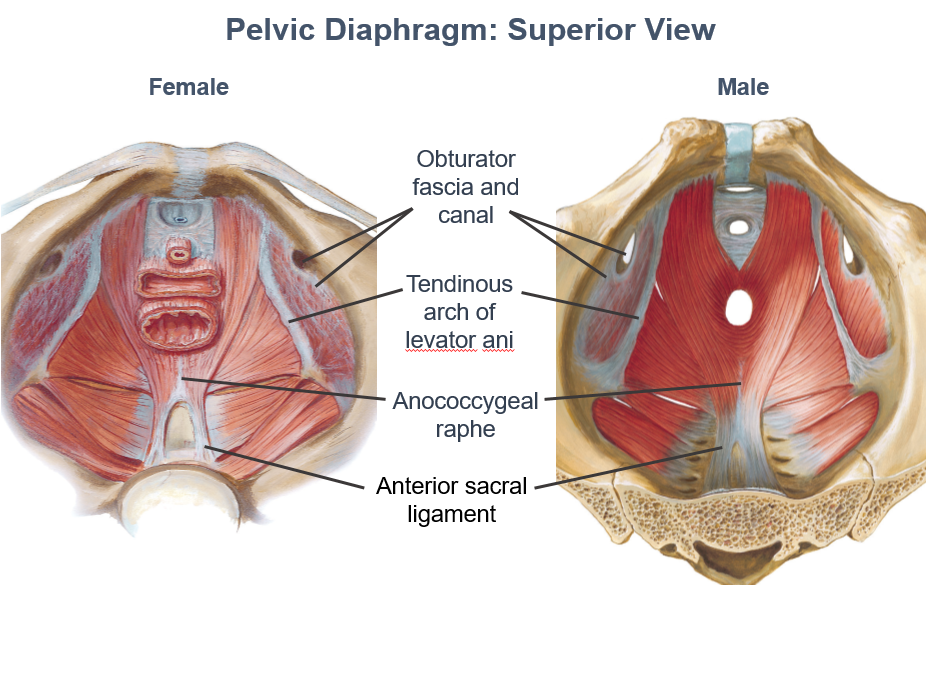 Pelvic Diaphragm: Superior View
Female
Male
Obturator
fascia and
canal
Tendinous
arch of
levator ani
Anococcygeal
raphe
Anterior sacral
ligament